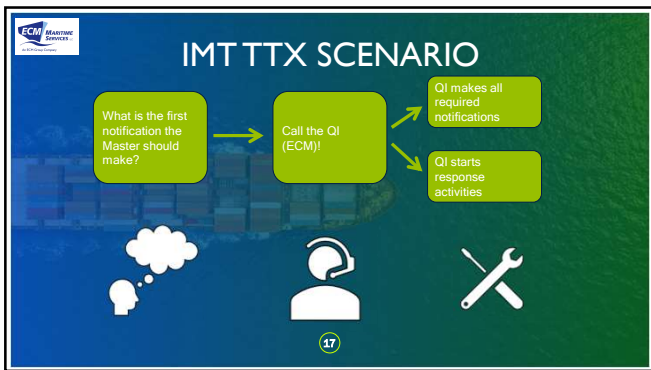 ECM MARITIME
SERVICES
An ECM Group Company
IMT TTX SCENARIO
What is the first
notification the
Master should
make?
Call the QI
(ECM)!
QI makes all
required
notifications
QI starts
response
activities
17